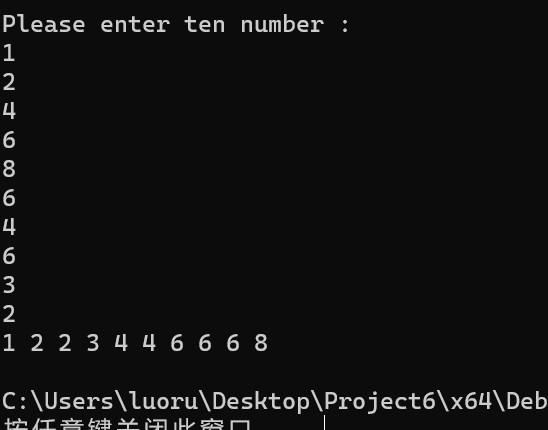 Please enter ten number :
1
2
4
6
8
6
4
6
3
2
1 2 2 3 4 4 6 6 6 8
C:\Users\luoru\Desktop\Project6\x64\Deb
按任意键关闭此窗口